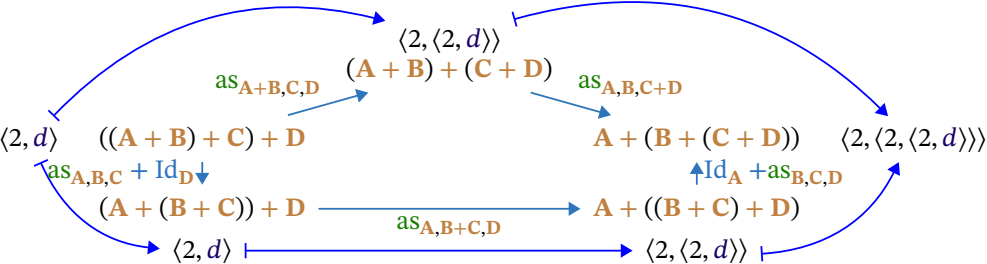 ⟨2, ⟨2, d⟩⟩
(A + B) + (C + D)
as_{A+B,C,D} as_{A,B,C+D}
⟨2, d⟩ ((A + B) + C) + D A + (B + (C + D)) ⟨2, ⟨2, ⟨2, d⟩⟩⟩
as_{A,B,C} + Id_D Id_A + as_{B,C,D}
(A + (B + C)) + D A + ((B + C) + D)
as_{A,B+C,D}
⟨2, d⟩ ⟨2, ⟨2, d⟩⟩